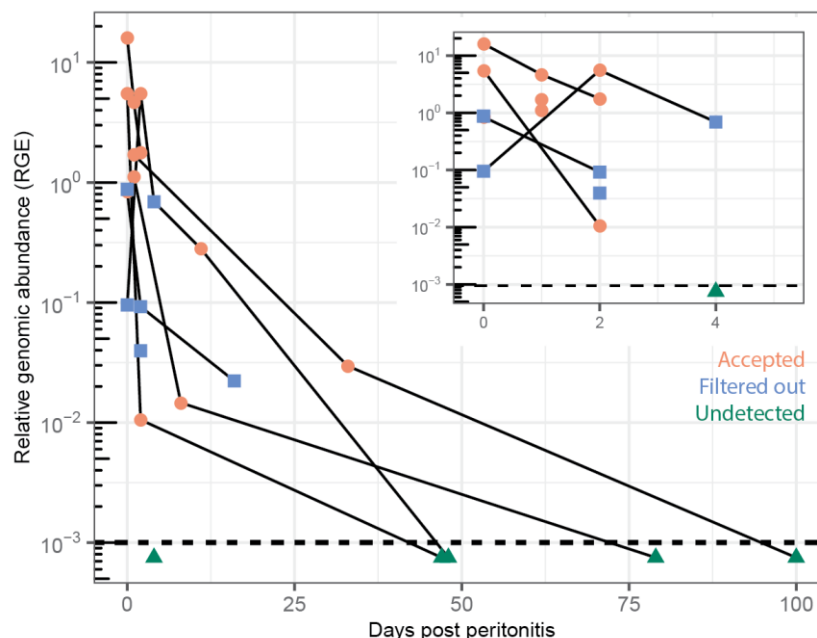 Relative genomic abundance (RGE)
10¹
10⁰
10⁻¹
10⁻²
10⁻³
0 25 50 75 100
Days post peritonitis
10¹
10⁰
10⁻¹
10⁻²
10⁻³
0 2 4
Accepted
Filtered out
Undetected